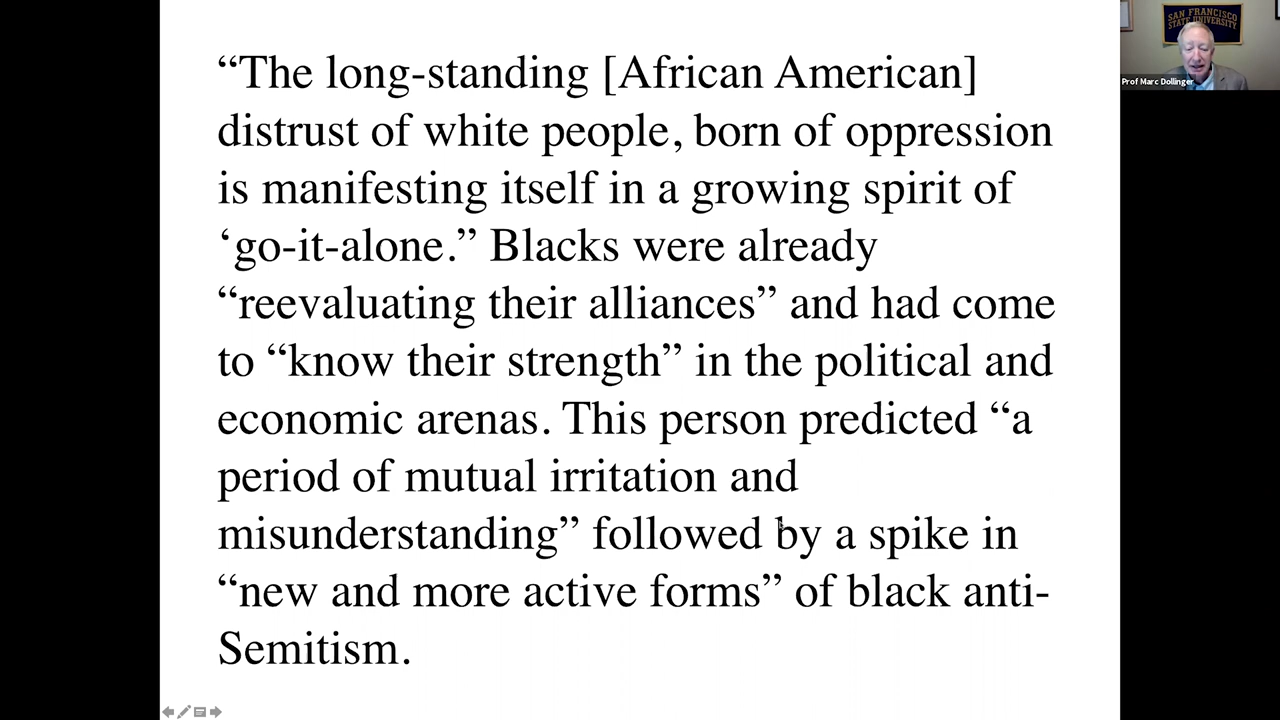 “The long-standing [African American]
distrust of white people, born of oppression
is manifesting itself in a growing spirit of
‘go-it-alone.” Blacks were already
“reevaluating their alliances” and had come
to “know their strength” in the political and
economic arenas. This person predicted “a
period of mutual irritation and
misunderstanding” followed by a spike in
“new and more active forms” of black anti-
Semitism.
SAN FRANCISCO
STATE UNIVERSITY
Prof Marc Dollinger